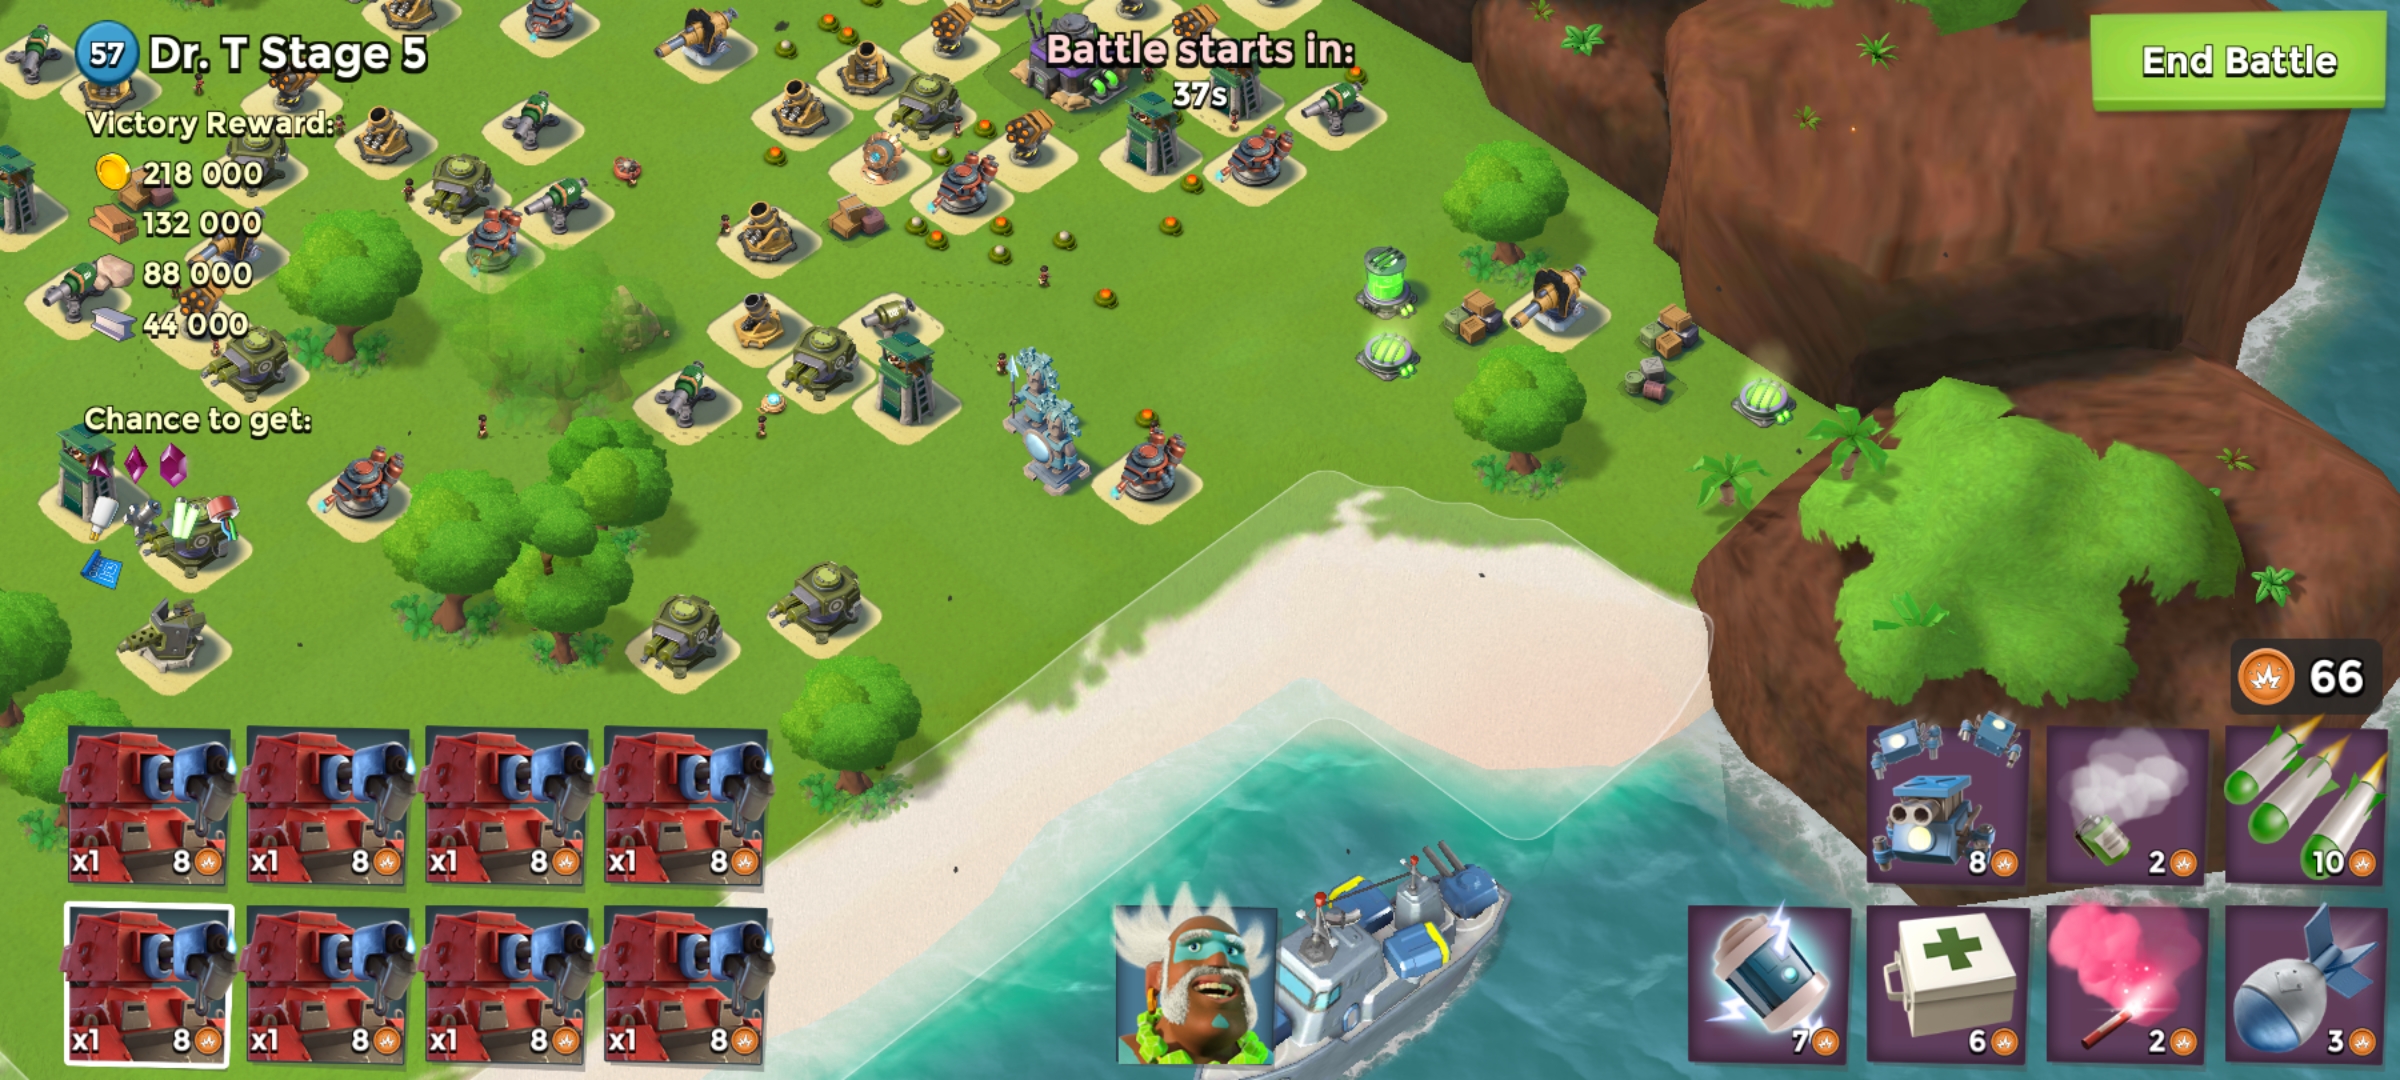 57 Dr. T Stage 5
Battle starts in:
37s
End Battle
Victory Reward:
218 000
132 000
88 000
44 000
Chance to get:
66
x1 8
x1 8
x1 8
x1 8
8
2
10
x1 8
x1 8
x1 8
x1 8
7
6
2
3